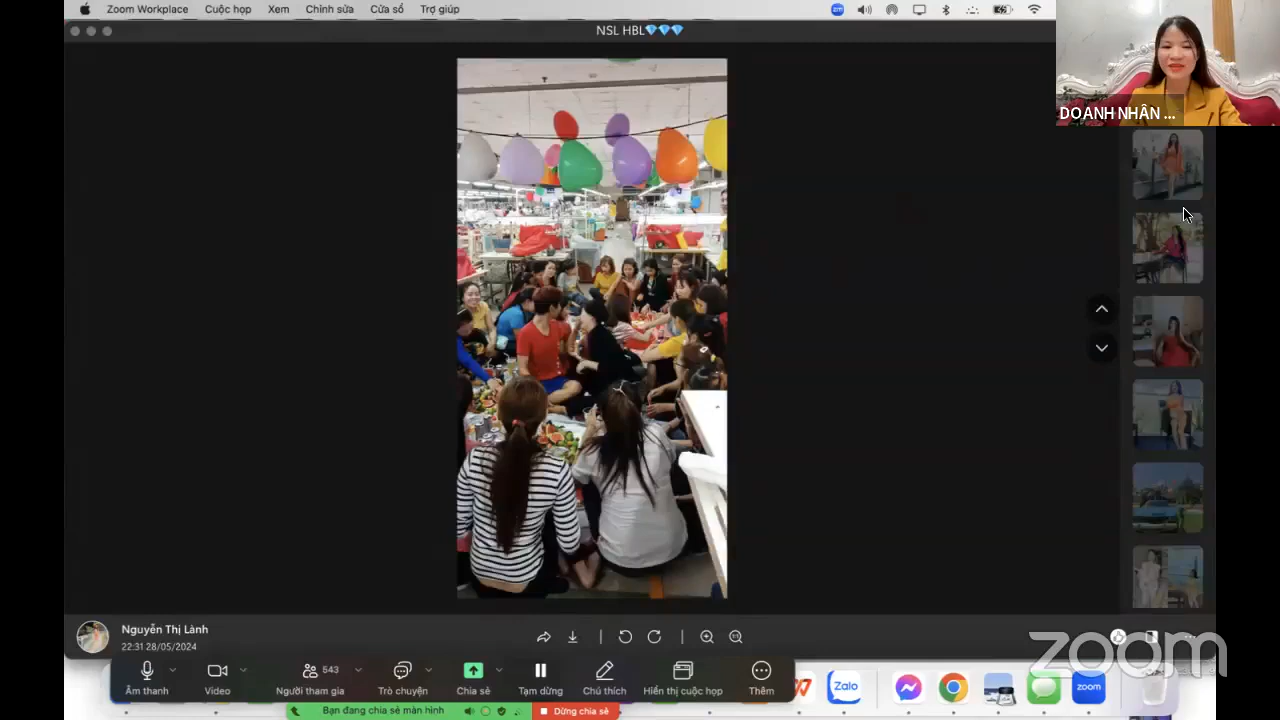 Zoom Workplace Cuộc họp Xem Chỉnh sửa Cửa sổ Trợ giúp
zm
NSL HBL💎💎💎
DOANH NHÂN ...
Nguyễn Thị Lành
22:31 28/05/2024
zoom
543
Âm thanh Video Người tham gia Trò chuyện Chia sẻ Tạm dừng Chú thích Hiển thị cuộc họp Thêm
Zalo
zoom
Bạn đang chia sẻ màn hình Dừng chia sẻ